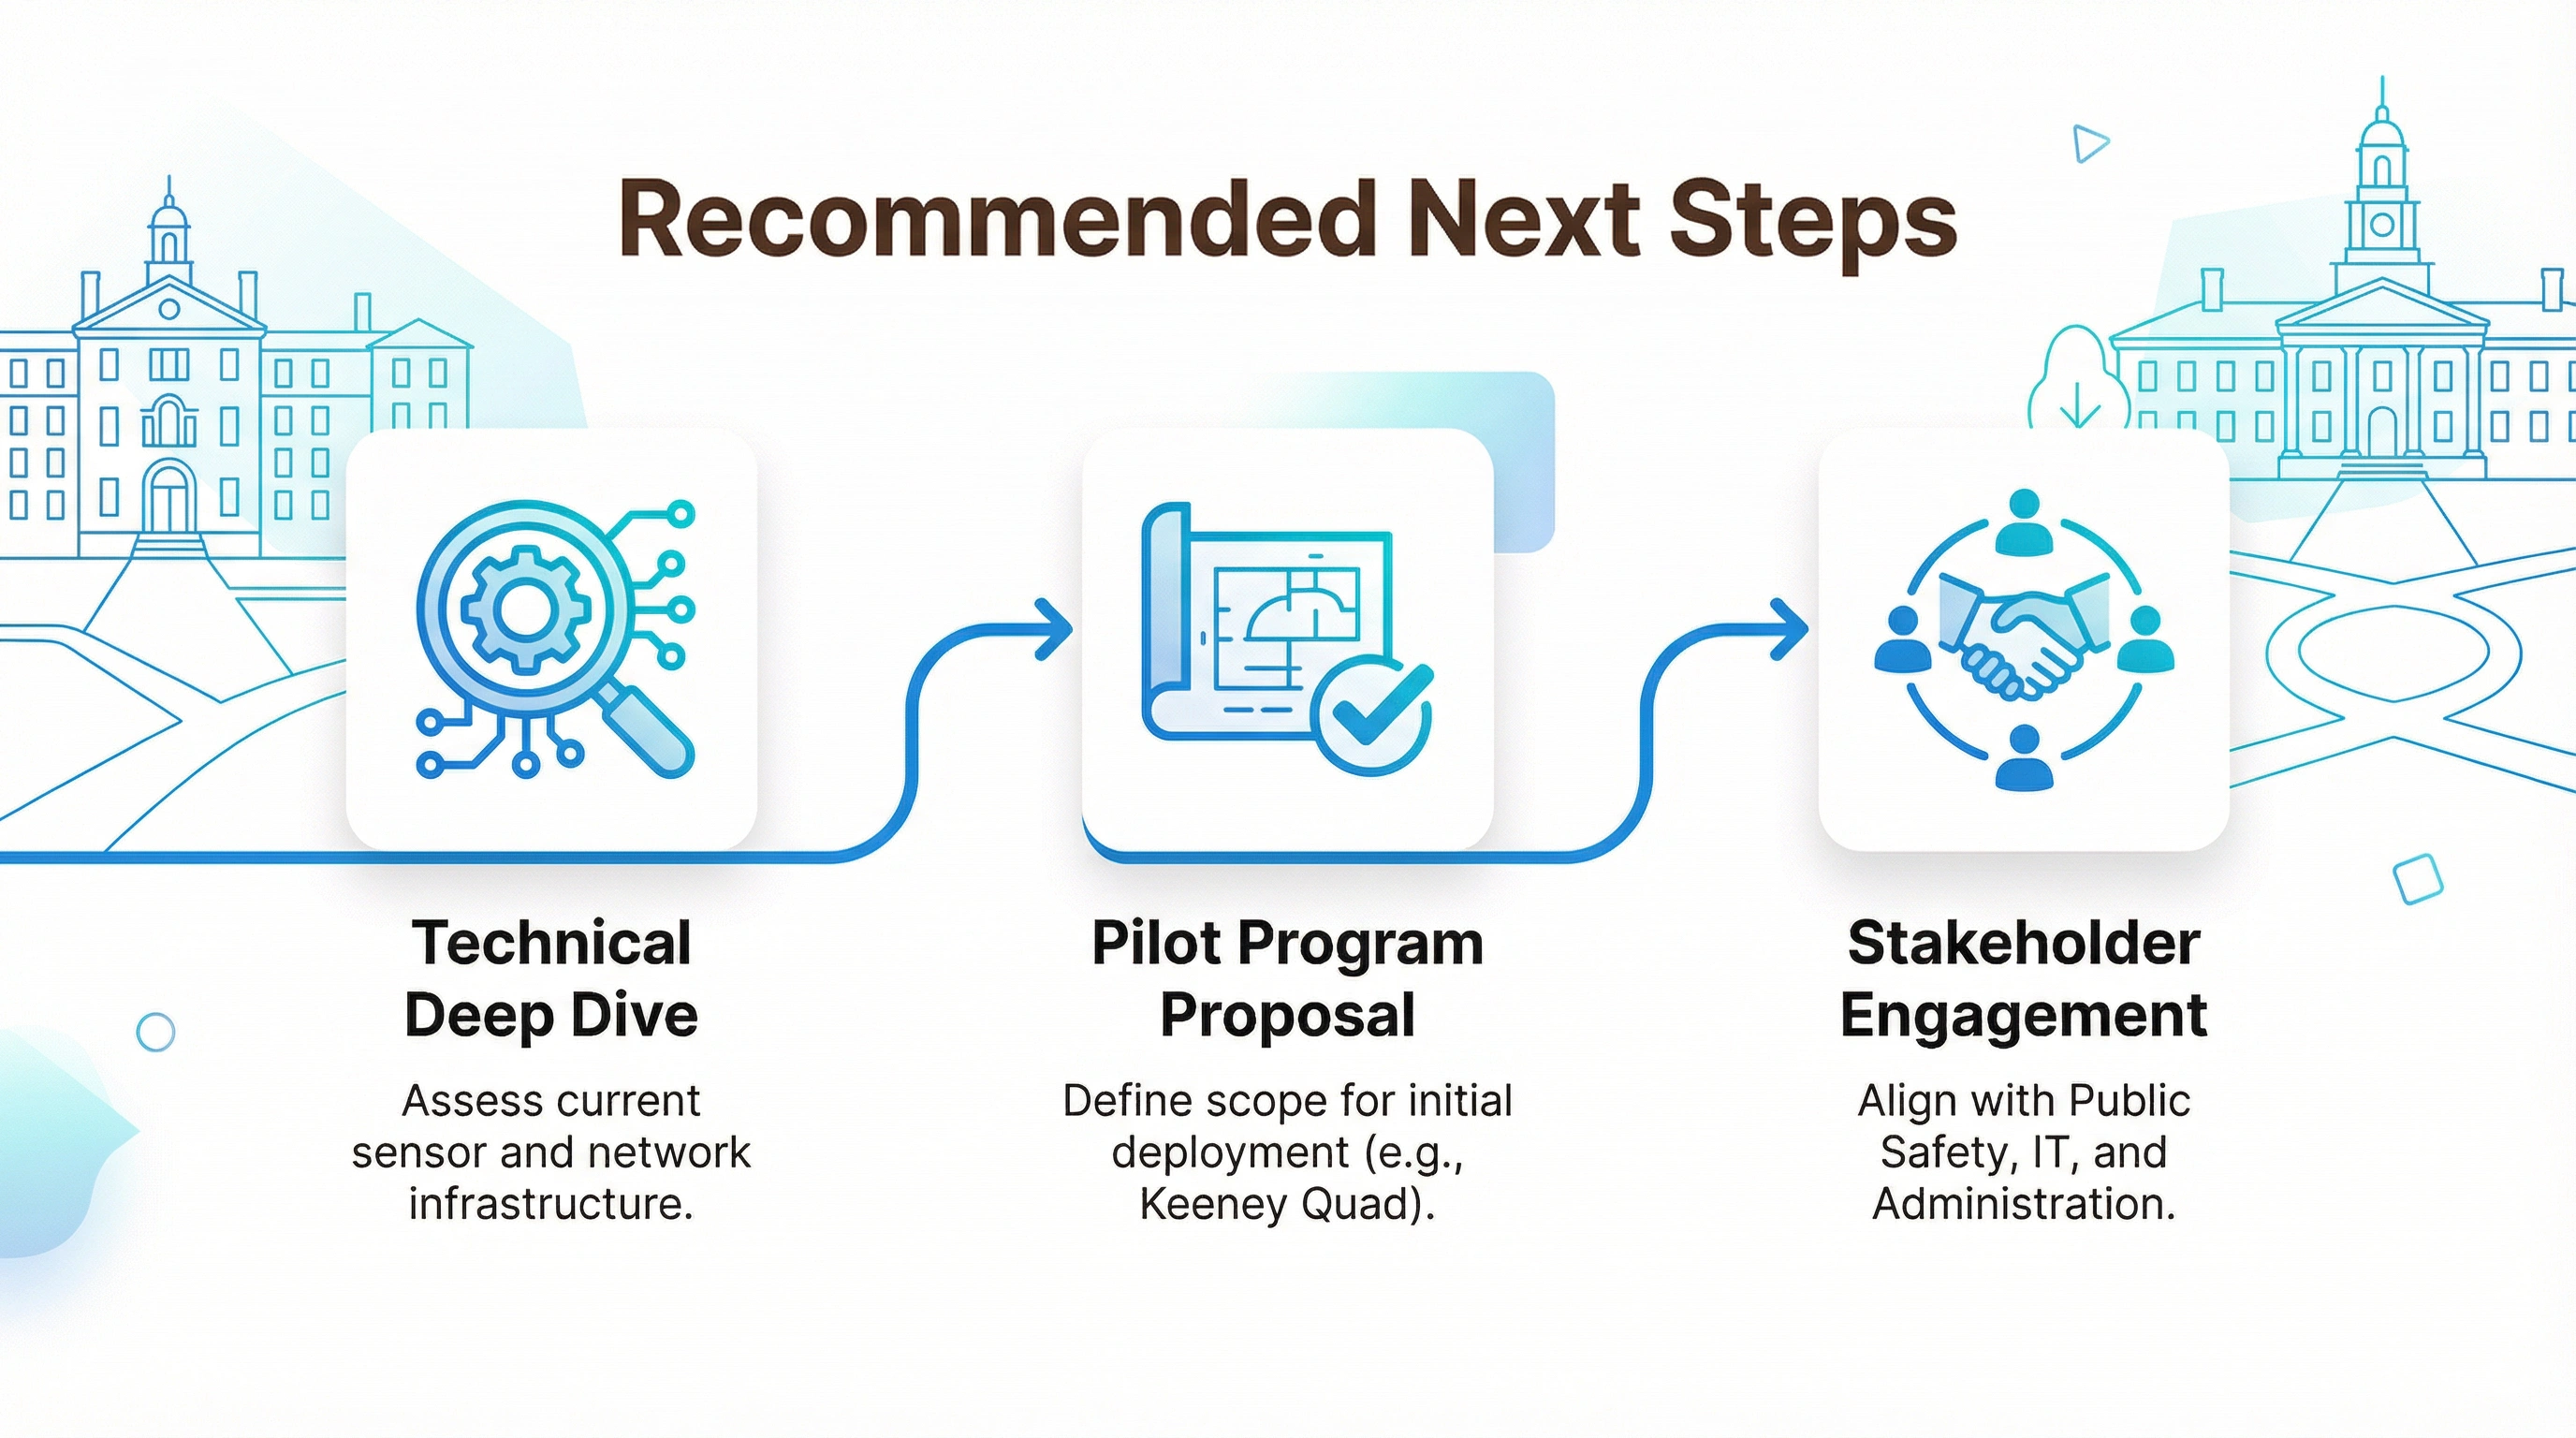 Recommended Next Steps
Technical
Deep Dive
Assess current
sensor and network
infrastructure.
Pilot Program
Proposal
Define scope for initial
deployment (e.g.,
Keeney Quad).
Stakeholder
Engagement
Align with Public
Safety, IT, and
Administration.